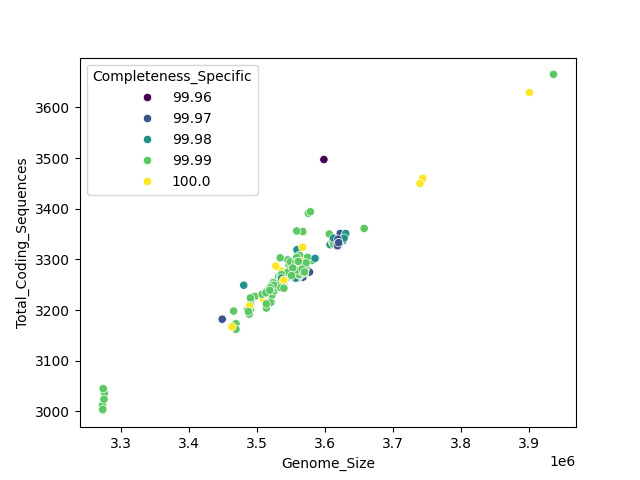 Completeness_Specific
99.96
99.97
99.98
99.99
100.0
Total_Coding_Sequences
3600
3500
3400
3300
3200
3100
3000
3.3 3.4 3.5 3.6 3.7 3.8 3.9
1e6
Genome_Size